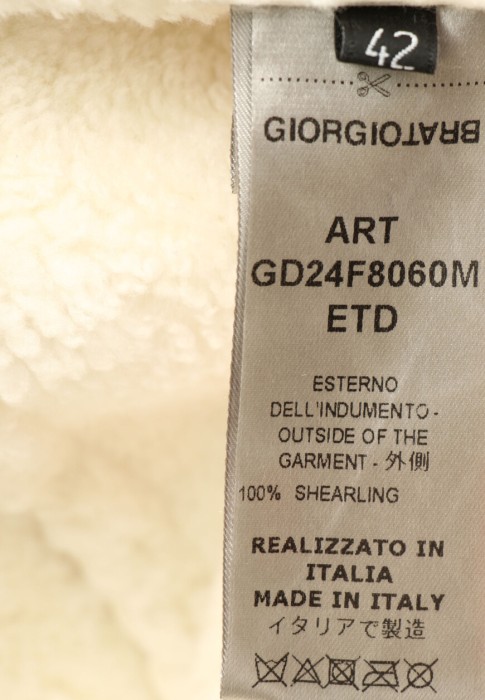 42
GIORGIOBRATO
ART
GD24F8060M
ETD
ESTERNO
DELL'INDUMENTO -
OUTSIDE OF THE
GARMENT - 外側
100% SHEARLING
REALIZZATO IN
ITALIA
MADE IN ITALY
イタリアで製造